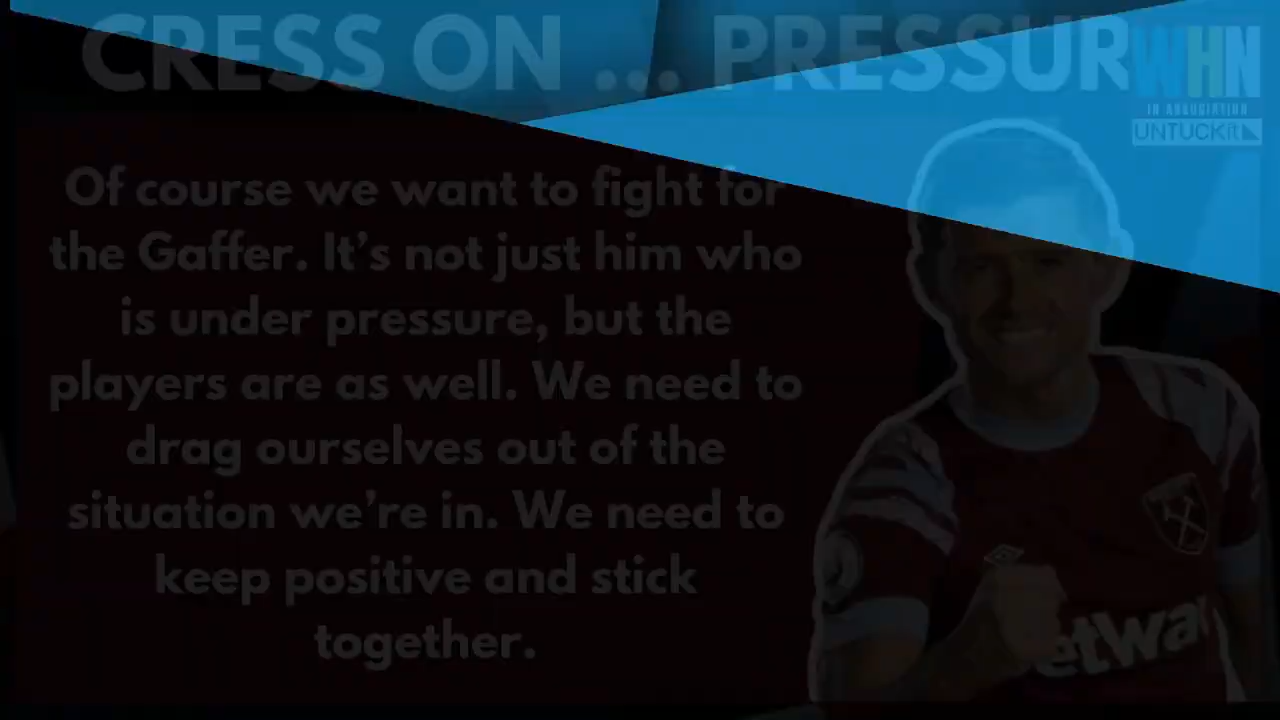 CRESS ON ... PRESSUR
WHN
IN ASSOCIATION
UNTUCKit
Of course we want to fight for
the Gaffer. It’s not just him who
is under pressure, but the
players are as well. We need to
drag ourselves out of the
situation we’re in. We need to
keep positive and stick
together.
etway